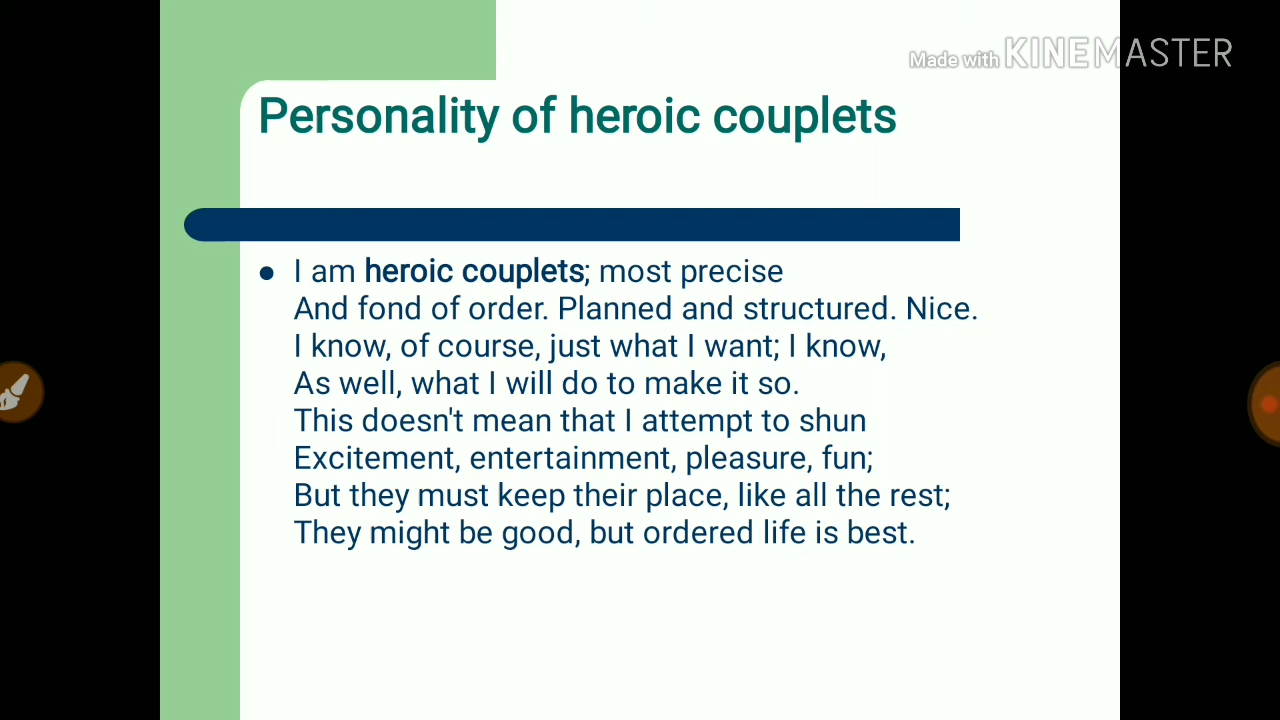 Made with KINEMASTER
Personality of heroic couplets
● I am heroic couplets; most precise
And fond of order. Planned and structured. Nice.
I know, of course, just what I want; I know,
As well, what I will do to make it so.
This doesn't mean that I attempt to shun
Excitement, entertainment, pleasure, fun;
But they must keep their place, like all the rest;
They might be good, but ordered life is best.